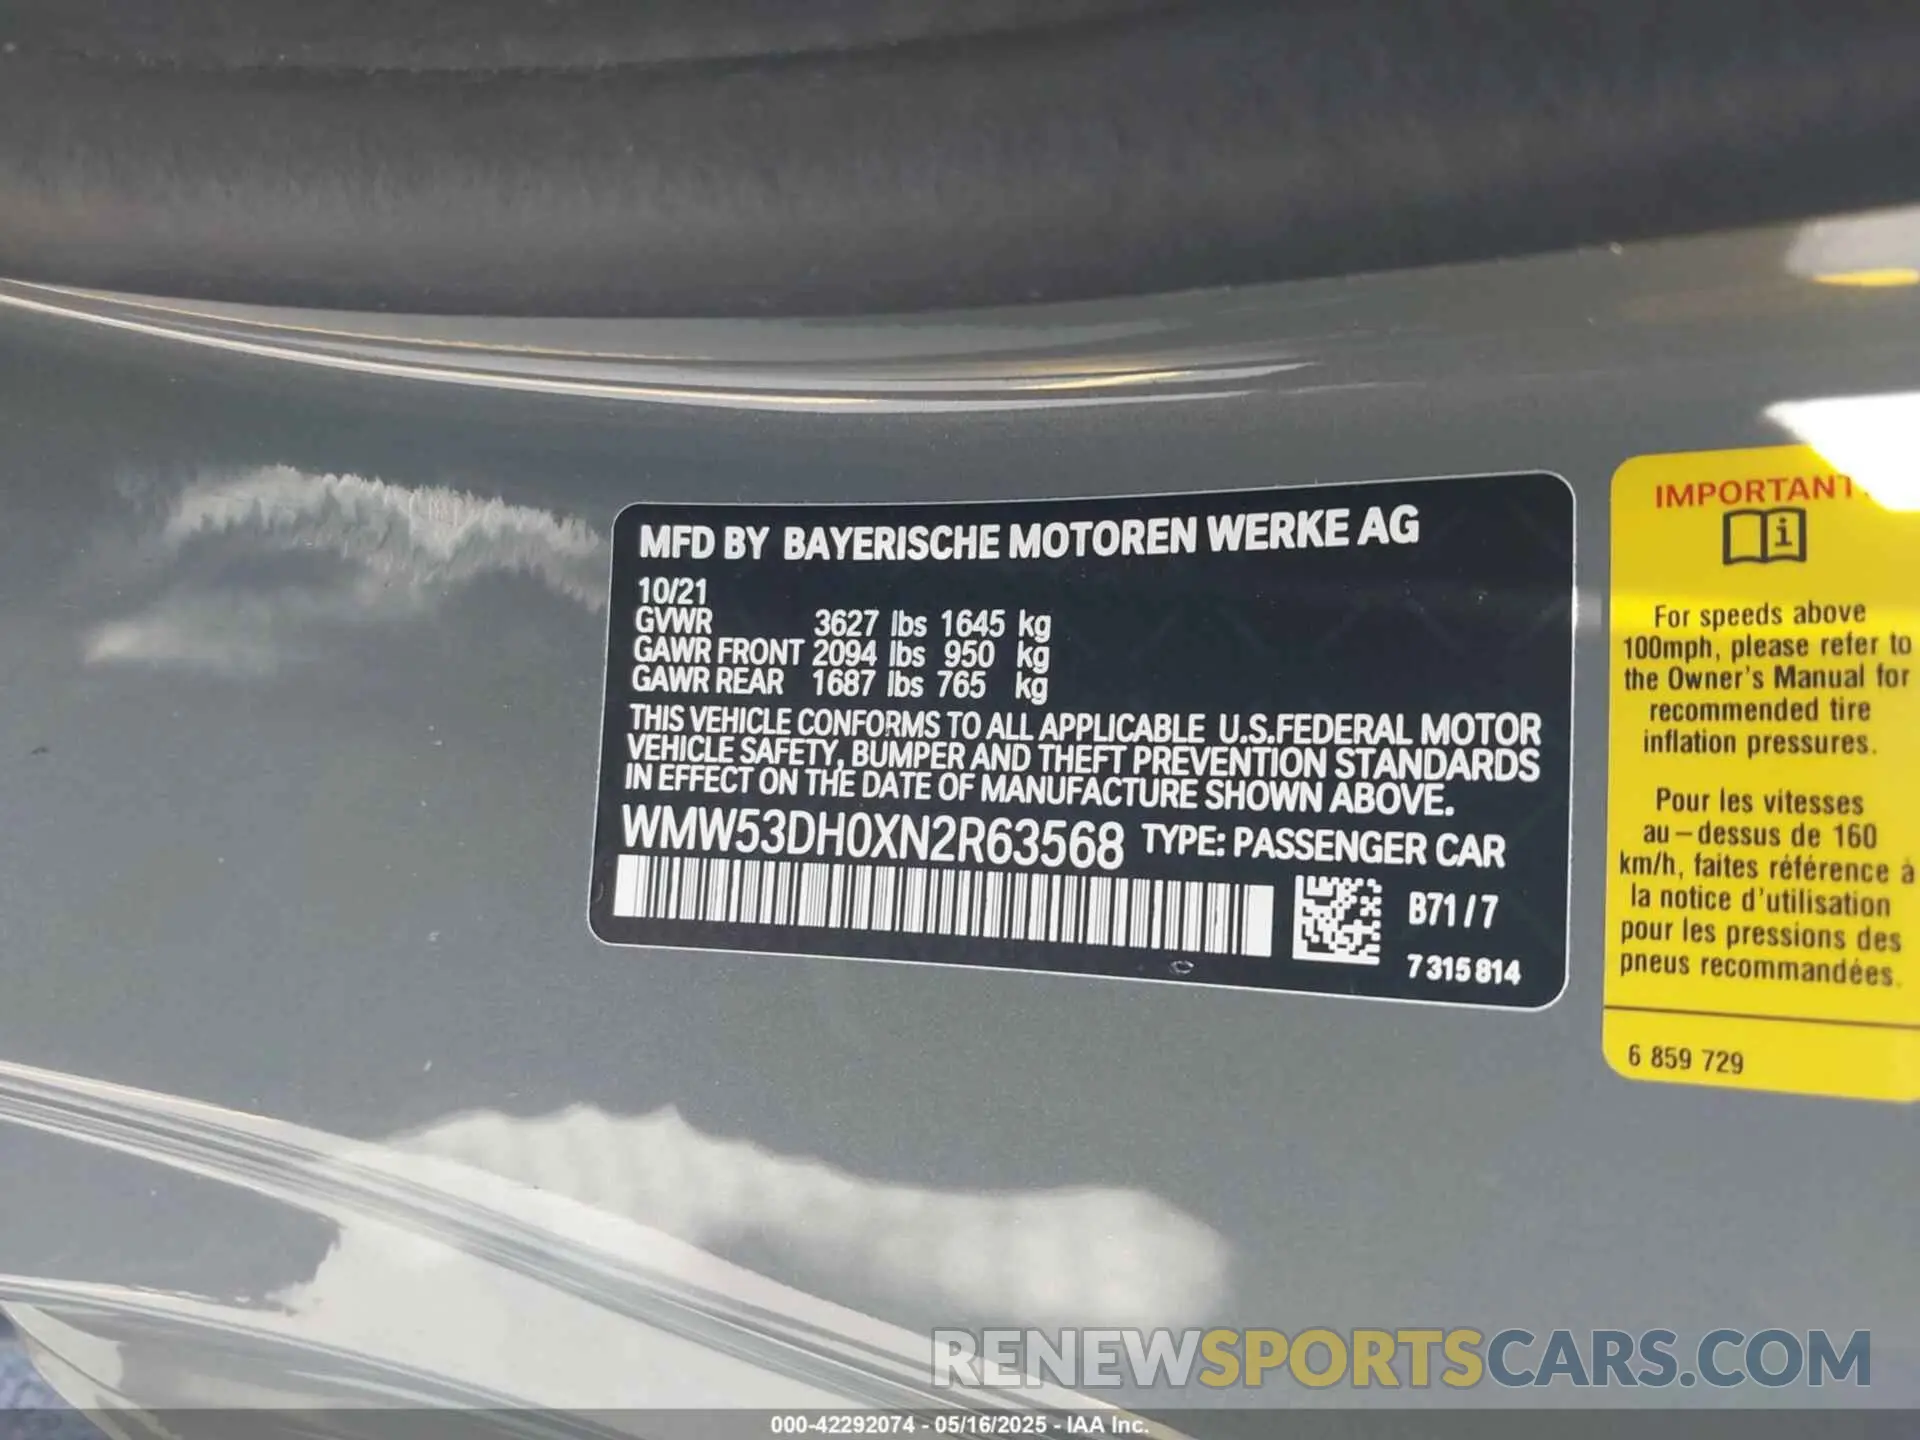 MFD BY BAYERISCHE MOTOREN WERKE AG
10/21
GVWR 3627 lbs 1645 kg
GAWR FRONT 2094 lbs 950 kg
GAWR REAR 1687 lbs 765 kg
THIS VEHICLE CONFORMS TO ALL APPLICABLE U.S.FEDERAL MOTOR
VEHICLE SAFETY, BUMPER AND THEFT PREVENTION STANDARDS
IN EFFECT ON THE DATE OF MANUFACTURE SHOWN ABOVE.
WMW53DH0XN2R63568 TYPE: PASSENGER CAR
B71/7
7 315 814
IMPORTANT
For speeds above
100mph, please refer to
the Owner's Manual for
recommended tire
inflation pressures.
Pour les vitesses
au-dessus de 160
km/h, faites référence à
la notice d'utilisation
pour les pressions des
pneus recommandées.
6 859 729
RENEWSPORTSCARS.COM
000-42292074 - 05/16/2025 - IAA Inc.